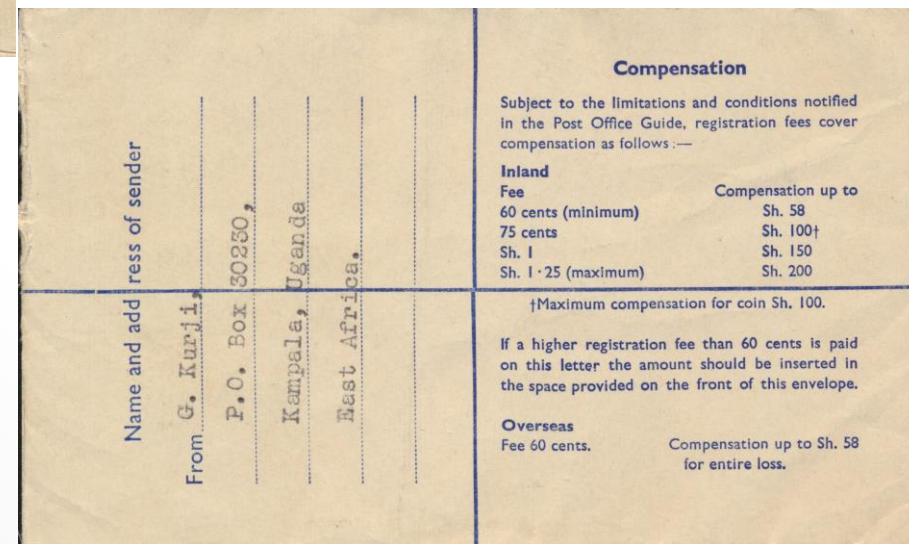 Name and add ress of sender
From G. Kurji,
P.O. Box 30230,
Kampala, Uganda
East Africa.
Compensation
Subject to the limitations and conditions notified
in the Post Office Guide, registration fees cover
compensation as follows :—
Inland
Fee Compensation up to
60 cents (minimum) Sh. 58
75 cents Sh. 100†
Sh. 1 Sh. 150
Sh. 1·25 (maximum) Sh. 200
†Maximum compensation for coin Sh. 100.
If a higher registration fee than 60 cents is paid
on this letter the amount should be inserted in
the space provided on the front of this envelope.
Overseas
Fee 60 cents. Compensation up to Sh. 58
for entire loss.